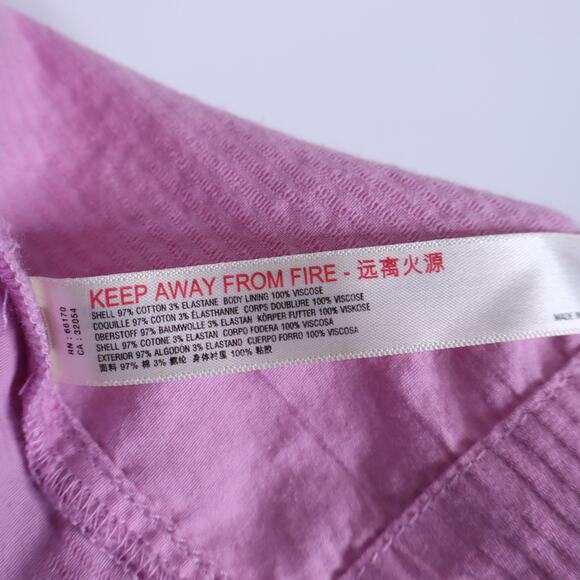 KEEP AWAY FROM FIRE - 远离火源
SHELL 97% COTTON 3% ELASTANE BODY LINING 100% VISCOSE
COQUILLE 97% COTON 3% ÉLASTHANNE CORPS DOUBLURE 100% VISCOSE
OBERSTOFF 97% BAUMWOLLE 3% ELASTAN KÖRPER FUTTER 100% VISKOSE
SHELL 97% COTONE 3% ELASTAN CORPO FODERA 100% VISCOSA
EXTERIOR 97% ALGODÓN 3% ELASTANO CUERPO FORRO 100% VISCOSA
面料 97% 棉 3% 氨纶 身体衬里 100% 粘胶
RN : 66170
CA : 32054
MADE